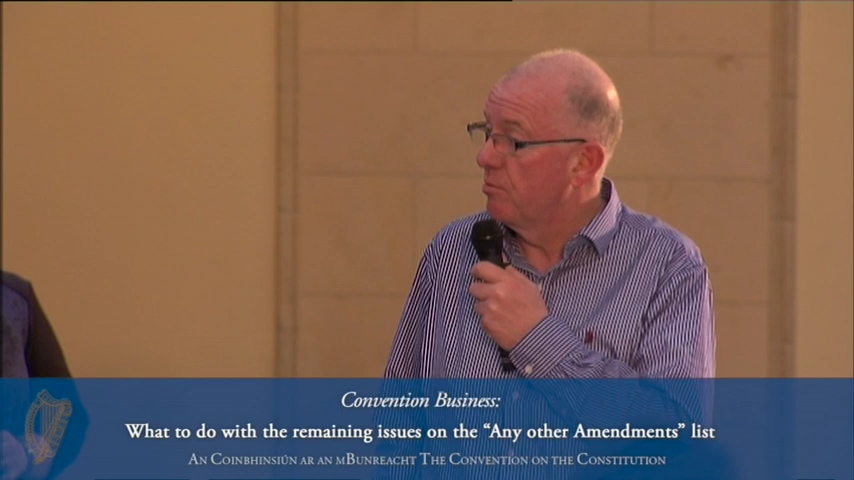 Convention Business:
What to do with the remaining issues on the “Any other Amendments” list
An Coinbhinsiún ar an mBunreacht The Convention on the Constitution